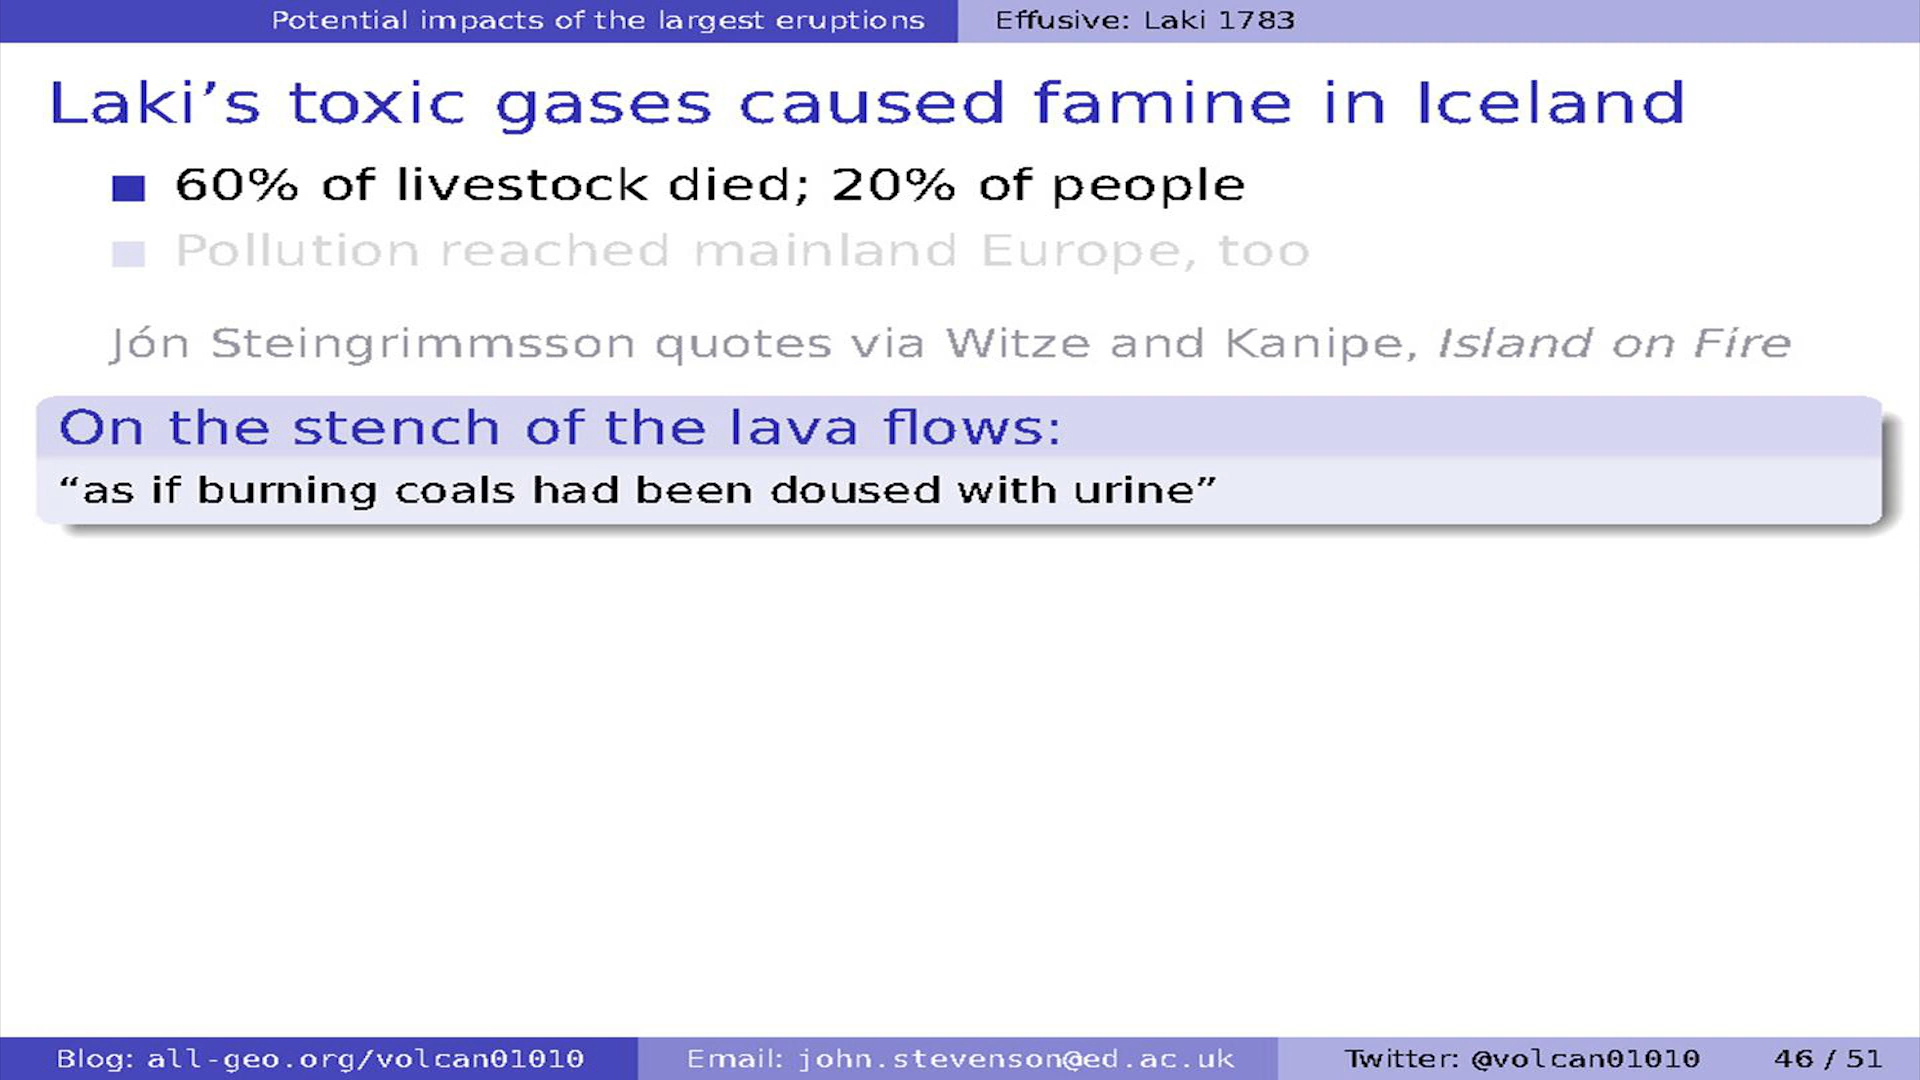 Potential impacts of the largest eruptions
Effusive: Laki 1783
Laki’s toxic gases caused famine in Iceland
60% of livestock died; 20% of people
Pollution reached mainland Europe, too
Jón Steingrimmsson quotes via Witze and Kanipe, Island on Fire
On the stench of the lava flows:
“as if burning coals had been doused with urine”
Blog: all-geo.org/volcan01010
Email: john.stevenson@ed.ac.uk
Twitter: @volcan01010
46 / 51